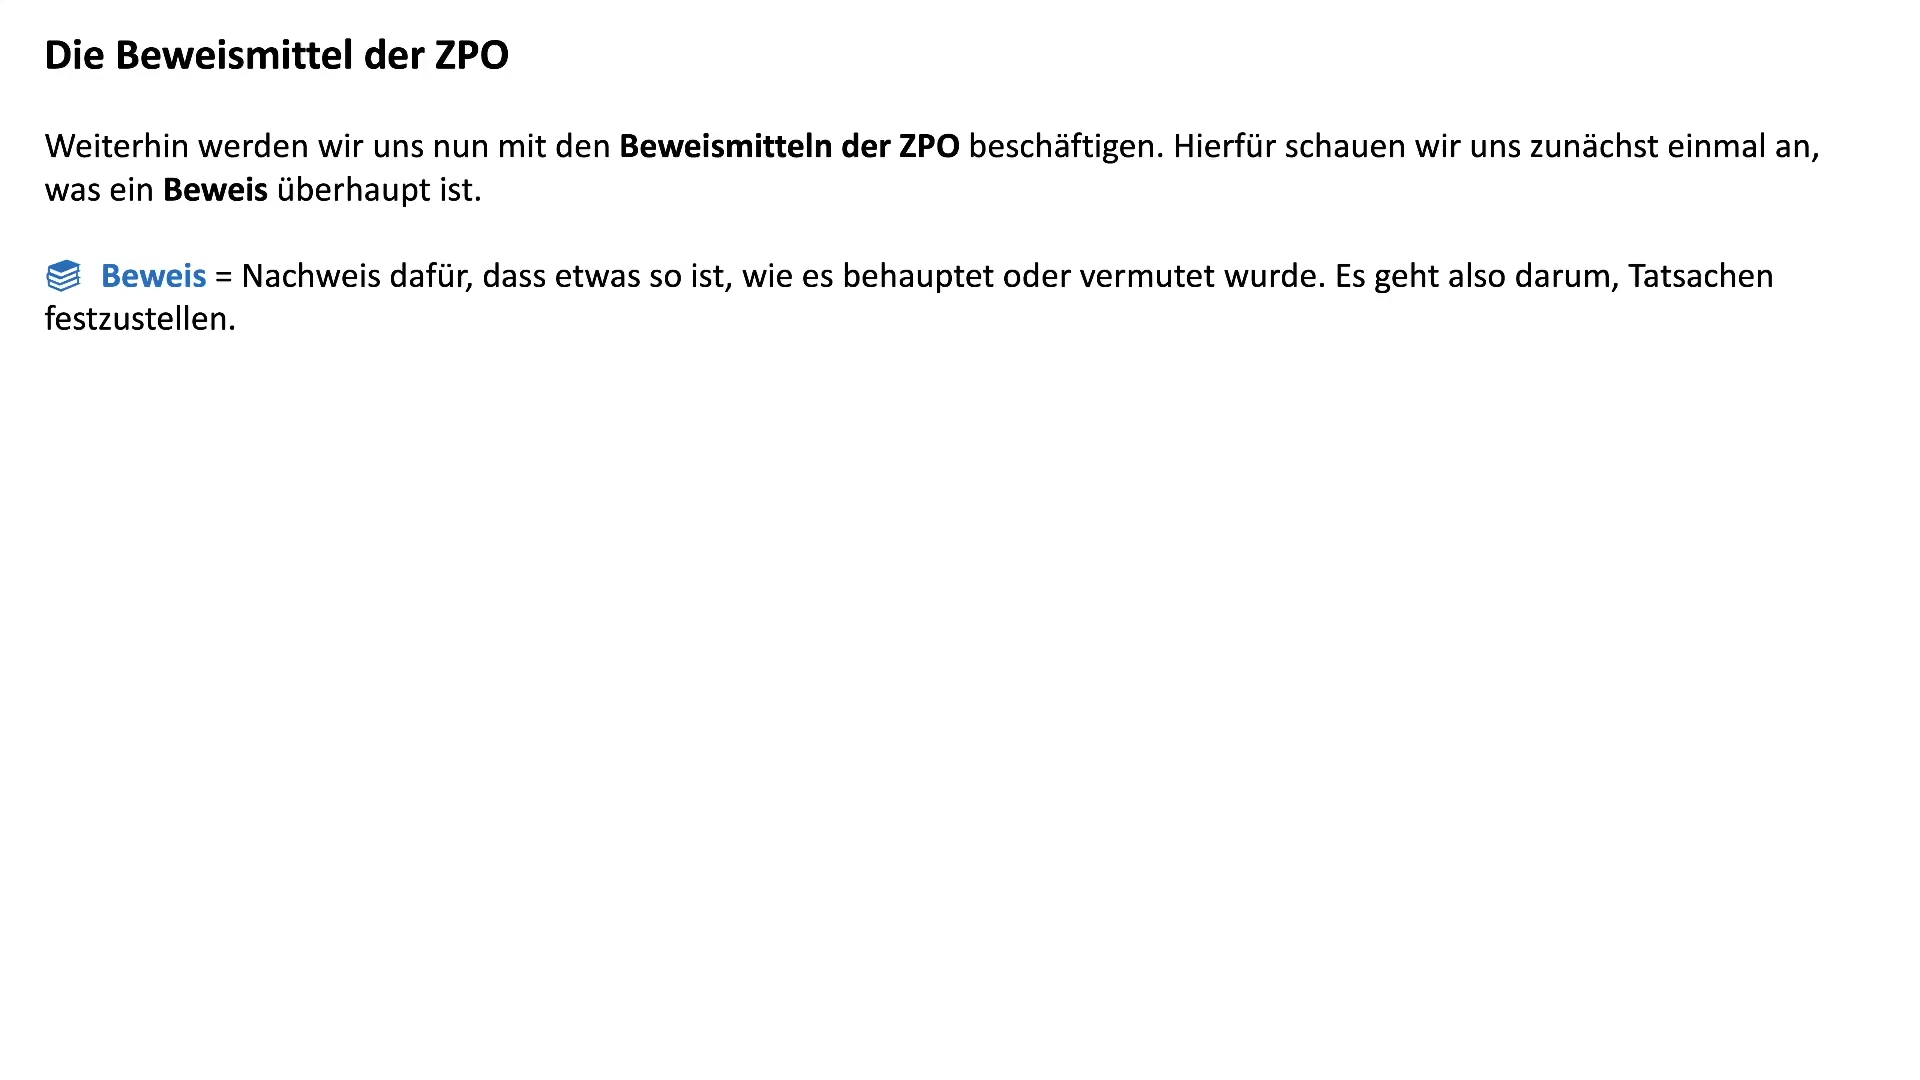 Die Beweismittel der ZPO
Weiterhin werden wir uns nun mit den Beweismitteln der ZPO beschäftigen. Hierfür schauen wir uns zunächst einmal an,
was ein Beweis überhaupt ist.
Beweis = Nachweis dafür, dass etwas so ist, wie es behauptet oder vermutet wurde. Es geht also darum, Tatsachen
festzustellen.